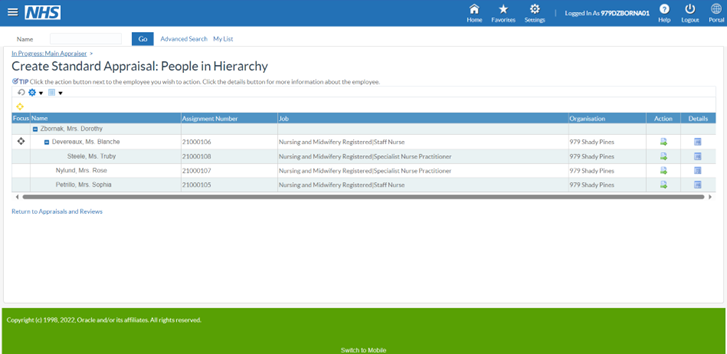 NHS
Home Favorites Settings Logged In As 979DZBORNA01 Help Logout Portal
Name Go Advanced Search My List
In Progress: Main Appraiser >
Create Standard Appraisal: People in Hierarchy
TIP Click the action button next to the employee you wish to action. Click the details button for more information about the employee.
Focus Name Assignment Number Job Organisation Action Details
Zbornak, Mrs. Dorothy
Devereaux, Ms. Blanche 21000106 Nursing and Midwifery Registered|Staff Nurse 979 Shady Pines
Steele, Ms. Truby 21000108 Nursing and Midwifery Registered|Specialist Nurse Practitioner 979 Shady Pines
Nylund, Mrs. Rose 21000107 Nursing and Midwifery Registered|Specialist Nurse Practitioner 979 Shady Pines
Petrillo, Mrs. Sophia 21000105 Nursing and Midwifery Registered|Staff Nurse 979 Shady Pines
Return to Appraisals and Reviews
Copyright (c) 1998, 2022, Oracle and/or its affiliates. All rights reserved.
Switch to Mobile